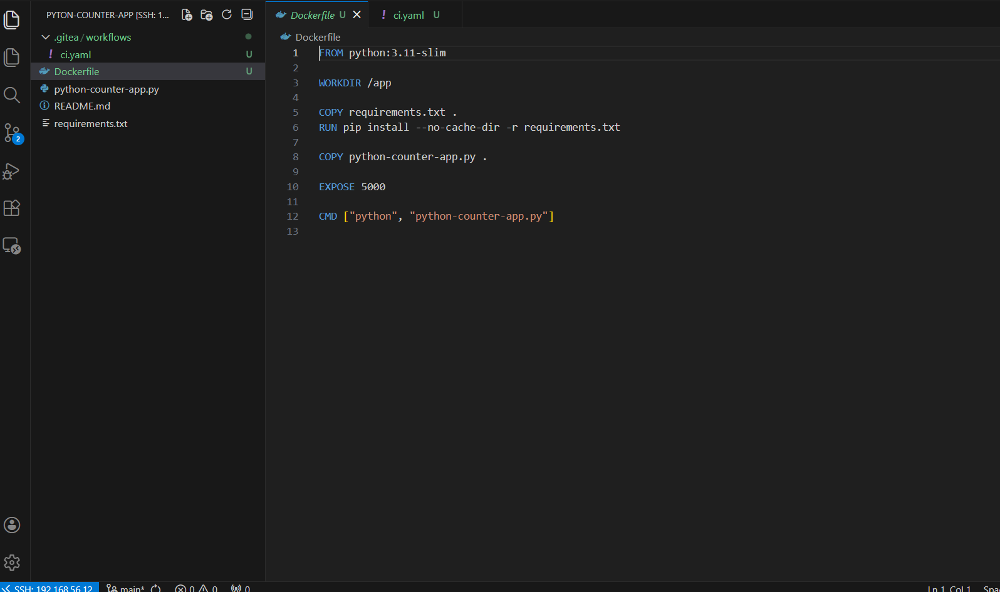 PYTON-COUNTER-APP [SSH: 1...
.gitea / workflows
! ci.yaml U
Dockerfile U
python-counter-app.py
README.md
requirements.txt
2
Dockerfile U
! ci.yaml U
Dockerfile
1 FROM python:3.11-slim
2
3 WORKDIR /app
4
5 COPY requirements.txt .
6 RUN pip install --no-cache-dir -r requirements.txt
7
8 COPY python-counter-app.py .
9
10 EXPOSE 5000
11
12 CMD ["python", "python-counter-app.py"]
13
SSH: 192.168.56.12 main* 0 0 0 Ln 1, Col 1 Spa